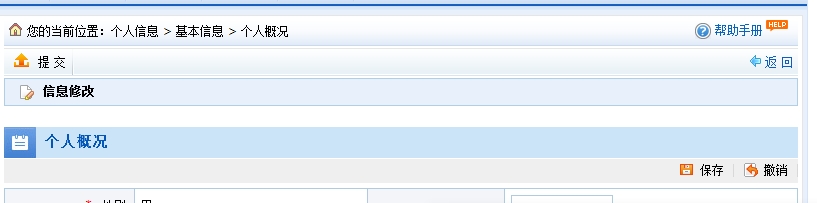 您的当前位置：个人信息 > 基本信息 > 个人概况 帮助手册 HELP
提 交 返 回
信息修改
个人概况
保存 撤销